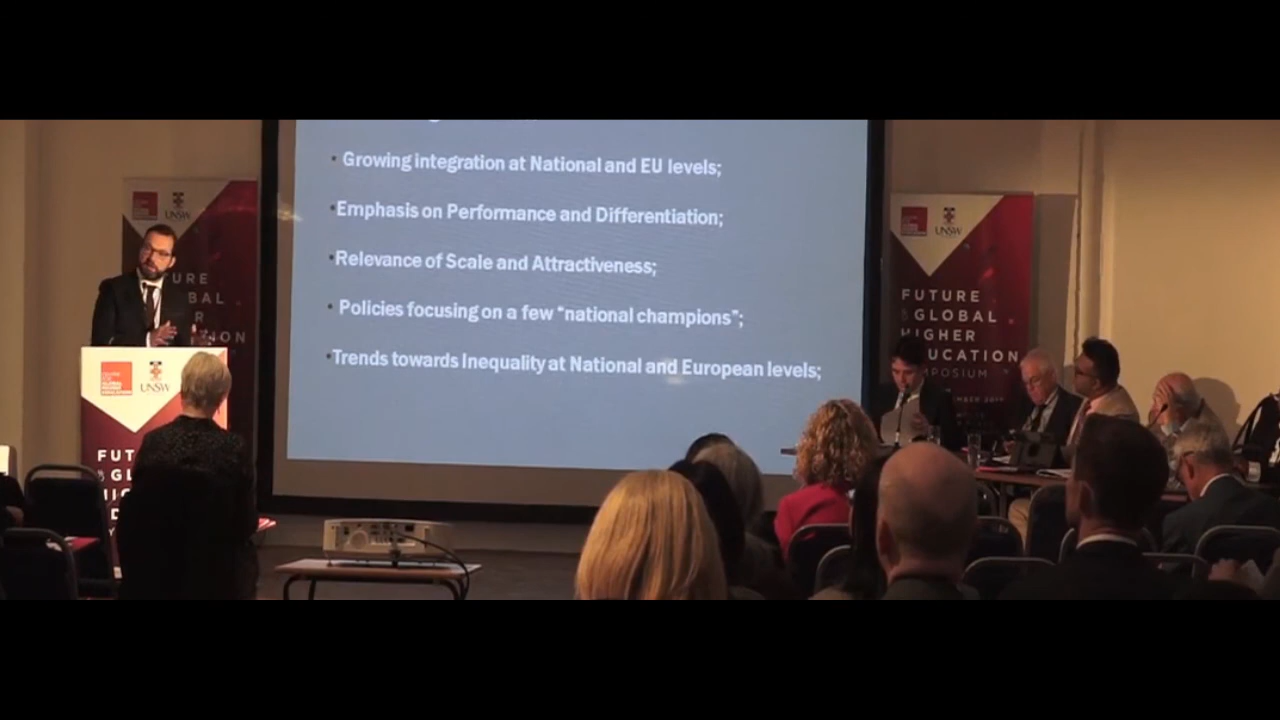 Growing integration at National and EU levels;
Emphasis on Performance and Differentiation;
Relevance of Scale and Attractiveness;
Policies focusing on a few "national champions";
Trends towards Inequality at National and European levels;
UNSW
UNSW
FUTURE
GLOBAL
HIGHER
EDUCATION
UNSW